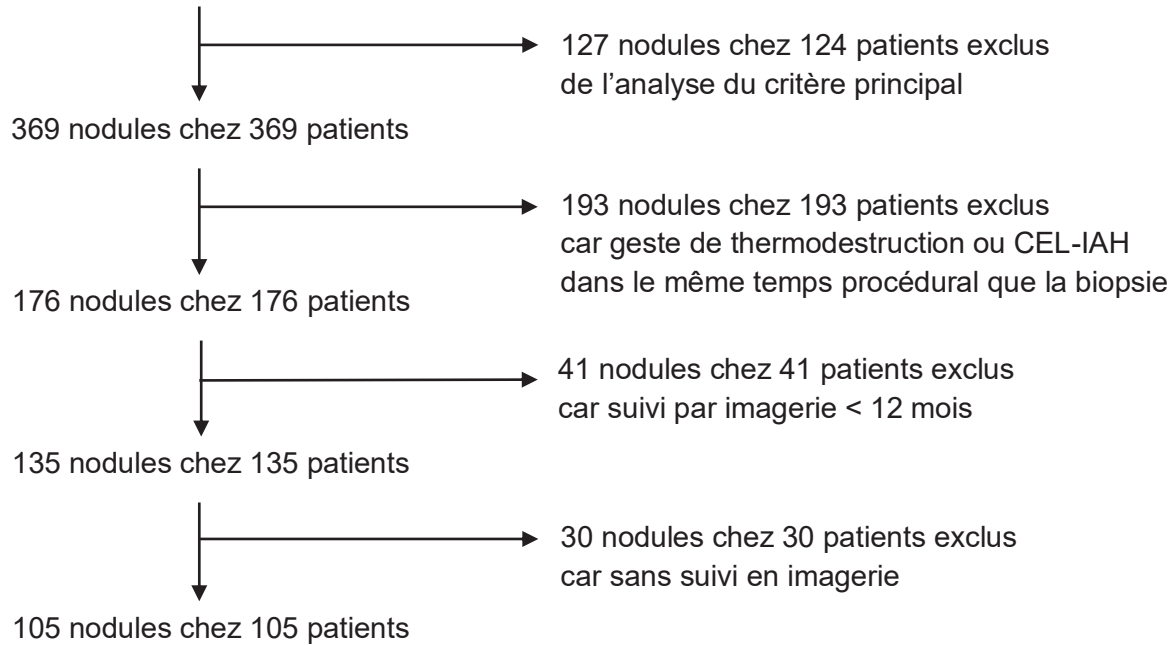 127 nodules chez 124 patients exclus
de l’analyse du critère principal
369 nodules chez 369 patients
193 nodules chez 193 patients exclus
car geste de thermodestruction ou CEL-IAH
dans le même temps procédural que la biopsie
176 nodules chez 176 patients
41 nodules chez 41 patients exclus
car suivi par imagerie < 12 mois
135 nodules chez 135 patients
30 nodules chez 30 patients exclus
car sans suivi en imagerie
105 nodules chez 105 patients